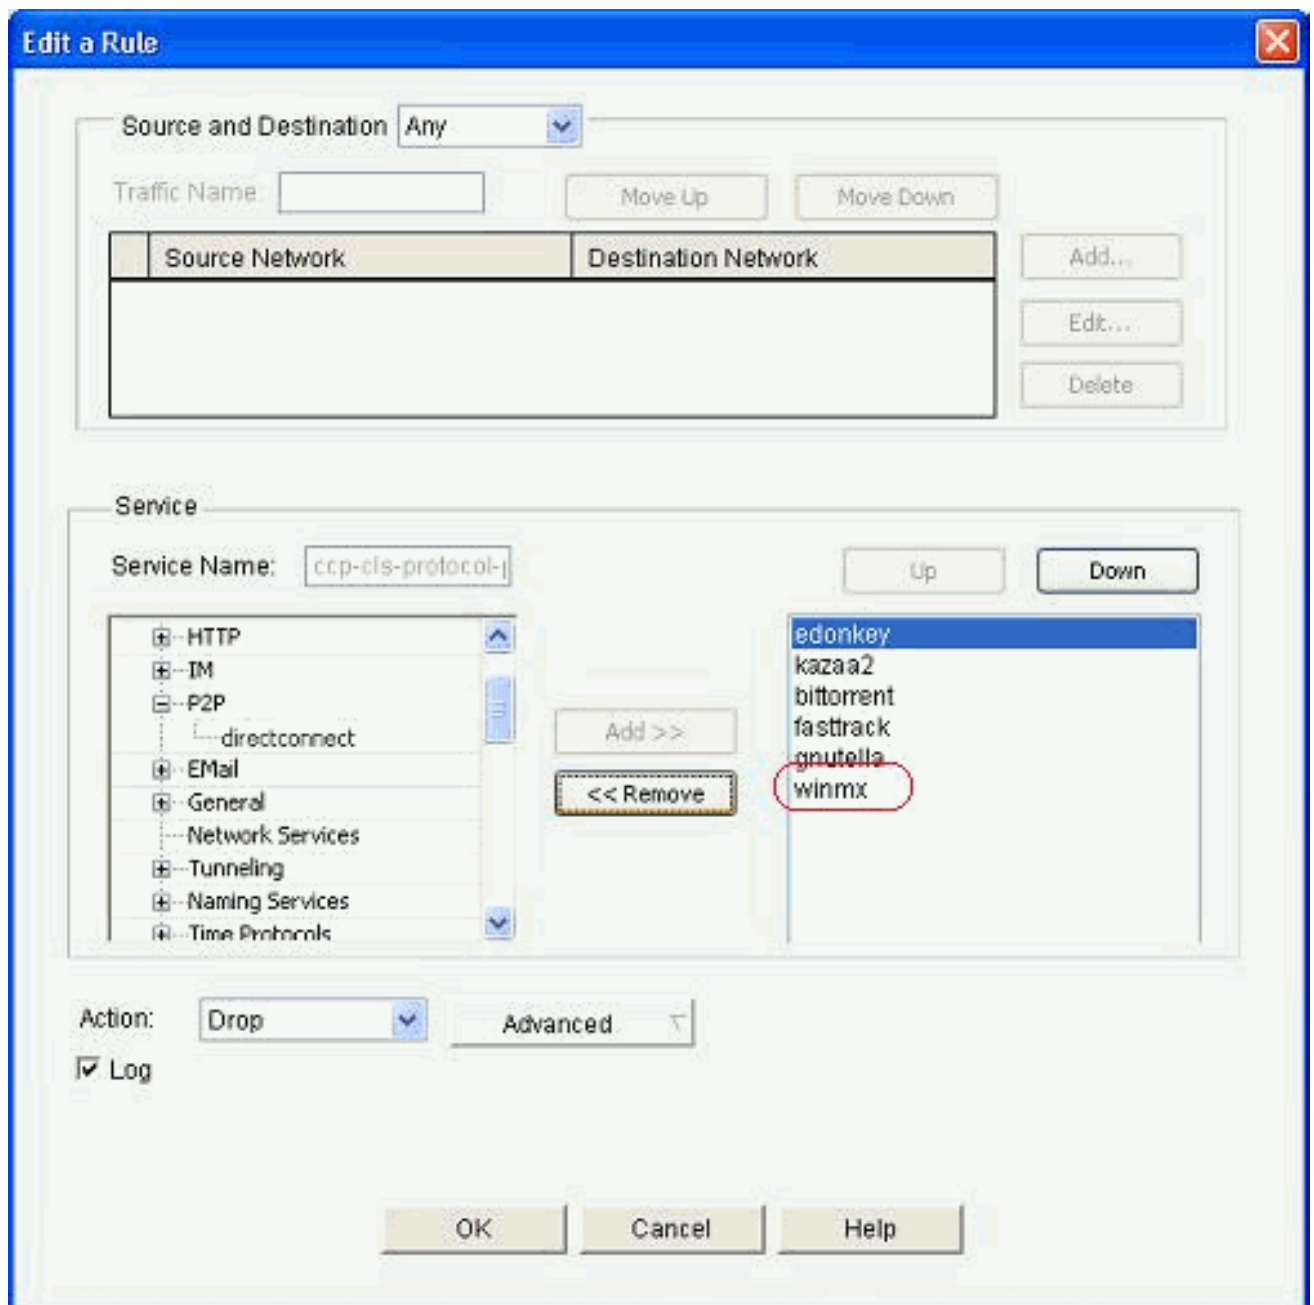 Edit a Rule
Source and Destination Any
Traffic Name: Move Up Move Down
Source Network Destination Network Add...
Edit...
Delete
Service
Service Name: ccp-cls-protocol-p Up Down
HTTP edonkey
IM kazaa2
P2P bittorrent
directconnect Add >> fasttrack
EMail gnutella
General << Remove winmx
Network Services
Tunneling
Naming Services
Time Protocols
Action: Drop Advanced
Log
OK Cancel Help